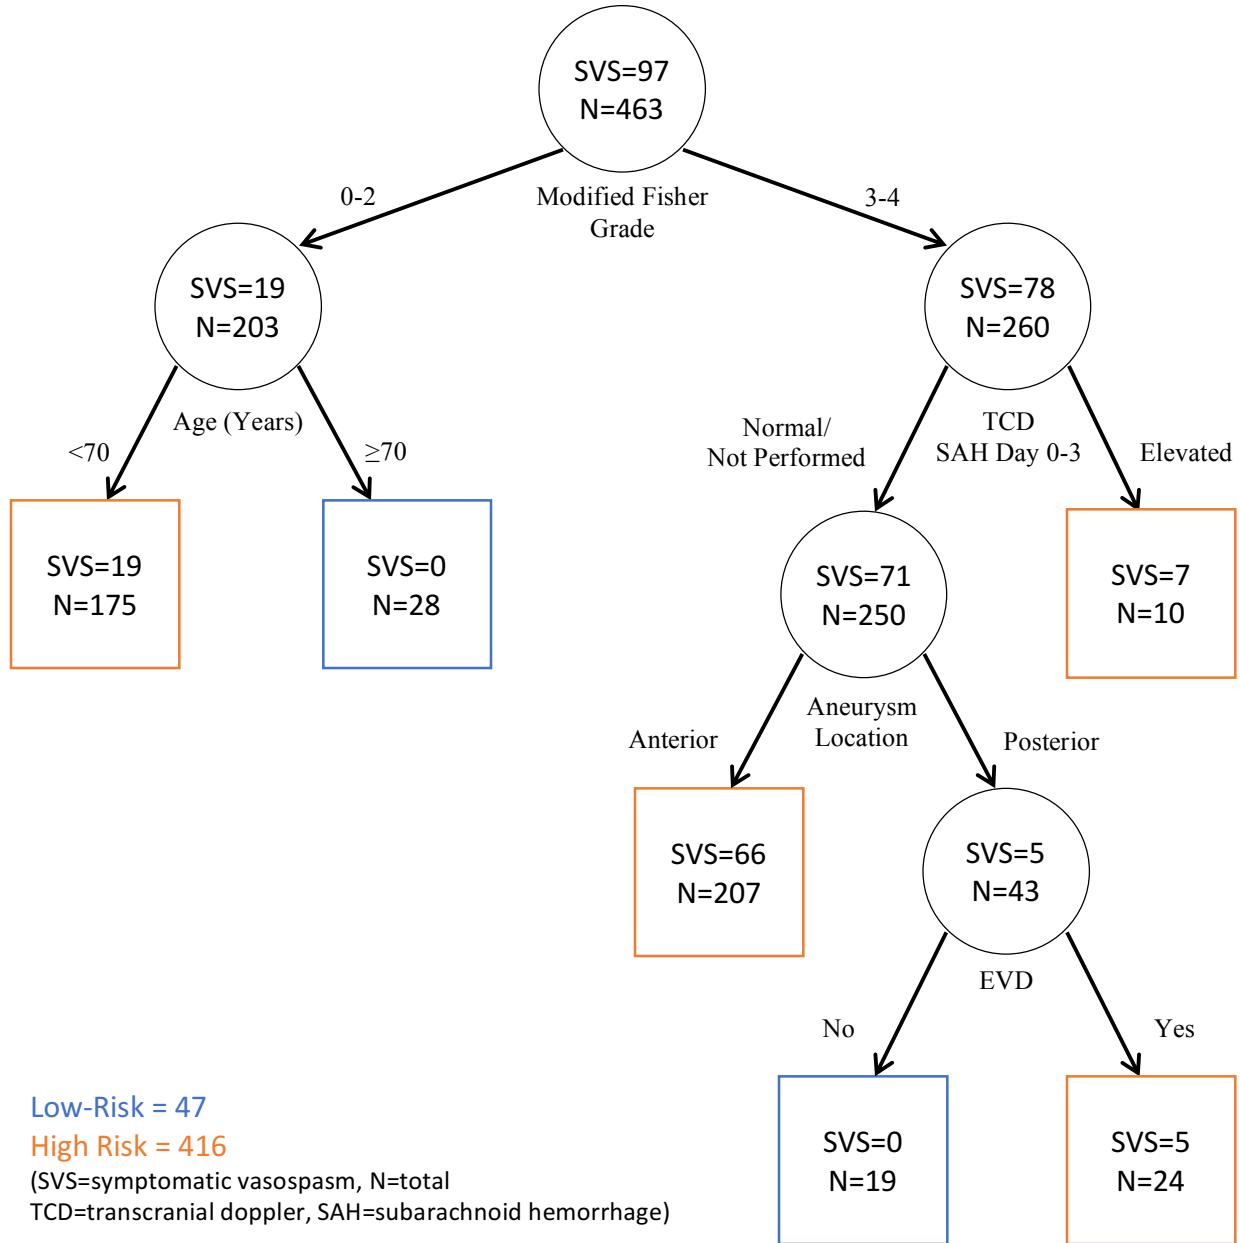 SVS=97
N=463
0-2
Modified Fisher
Grade
3-4
SVS=19
N=203
SVS=78
N=260
Age (Years)
<70
≥70
Normal/
Not Performed
TCD
SAH Day 0-3
Elevated
SVS=19
N=175
SVS=0
N=28
SVS=71
N=250
SVS=7
N=10
Anterior
Aneurysm
Location
Posterior
SVS=66
N=207
SVS=5
N=43
EVD
No
Yes
SVS=0
N=19
SVS=5
N=24
Low-Risk = 47
High Risk = 416
(SVS=symptomatic vasospasm, N=total
TCD=transcranial doppler, SAH=subarachnoid hemorrhage)